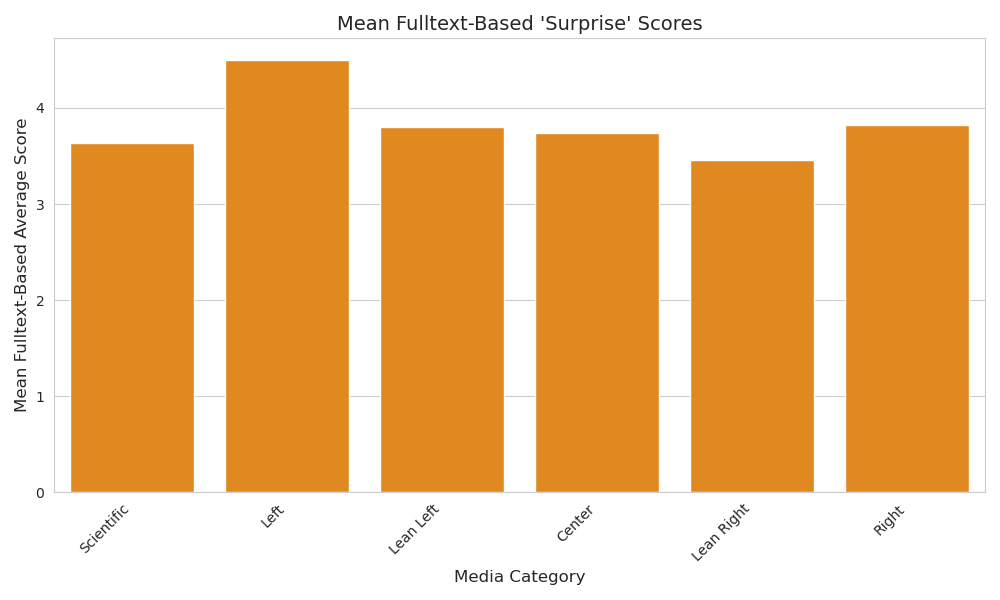 Mean Fulltext-Based 'Surprise' Scores
Mean Fulltext-Based Average Score
4
3
2
1
0
Scientific
Left
Lean Left
Center
Lean Right
Right
Media Category